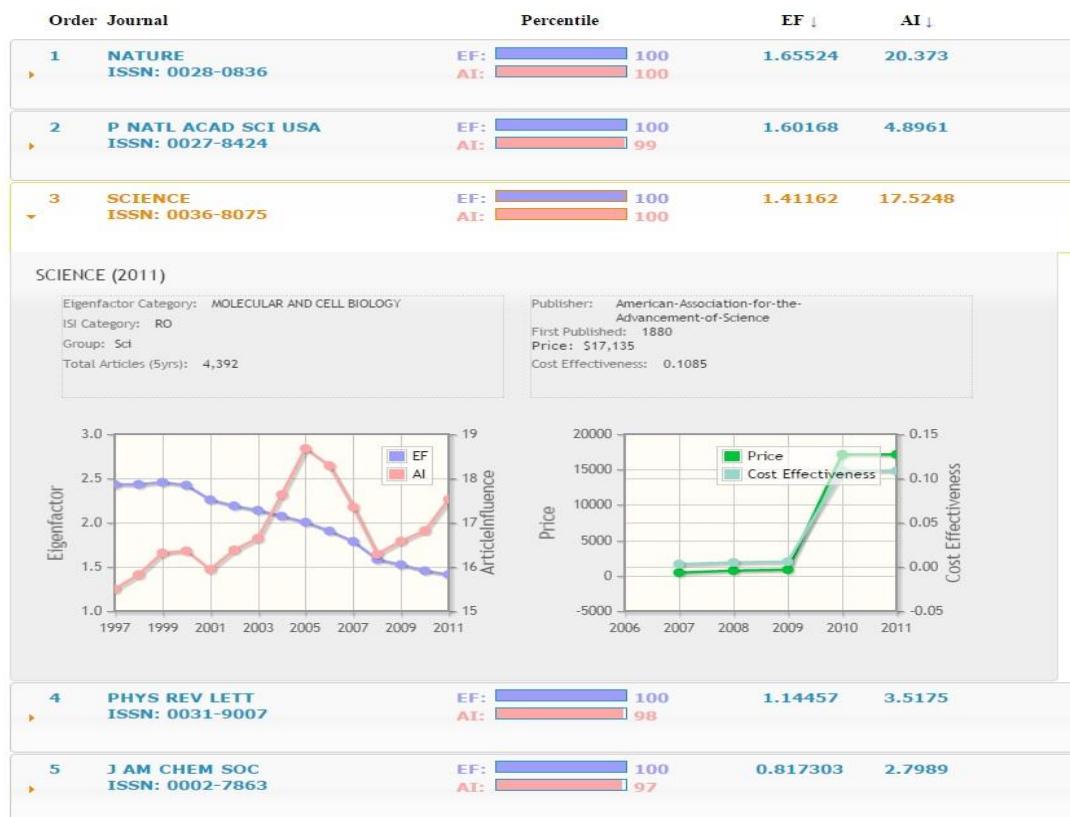 Order Journal Percentile EF ↓ AI ↓
1 NATURE EF: 100 1.65524 20.373
ISSN: 0028-0836 AI: 100
2 P NATL ACAD SCI USA EF: 100 1.60168 4.8961
ISSN: 0027-8424 AI: 99
3 SCIENCE EF: 100 1.41162 17.5248
ISSN: 0036-8075 AI: 100
SCIENCE (2011)
Eigenfactor Category: MOLECULAR AND CELL BIOLOGY
ISI Category: RO
Group: Sci
Total Articles (5yrs): 4,392
Publisher: American-Association-for-the-
Advancement-of-Science
First Published: 1880
Price: $17,135
Cost Effectiveness: 0.1085
Eigenfactor
3.0
2.5
2.0
1.5
1.0
EF
AI
19
18
17
16
15
ArticleInfluence
1997 1999 2001 2003 2005 2007 2009 2011
Price
20000
15000
10000
5000
0
-5000
Price
Cost Effectiveness
0.15
0.10
0.05
0.00
-0.05
Cost Effectiveness
2006 2007 2008 2009 2010 2011
4 PHYS REV LETT EF: 100 1.14457 3.5175
ISSN: 0031-9007 AI: 98
5 J AM CHEM SOC EF: 100 0.817303 2.7989
ISSN: 0002-7863 AI: 97